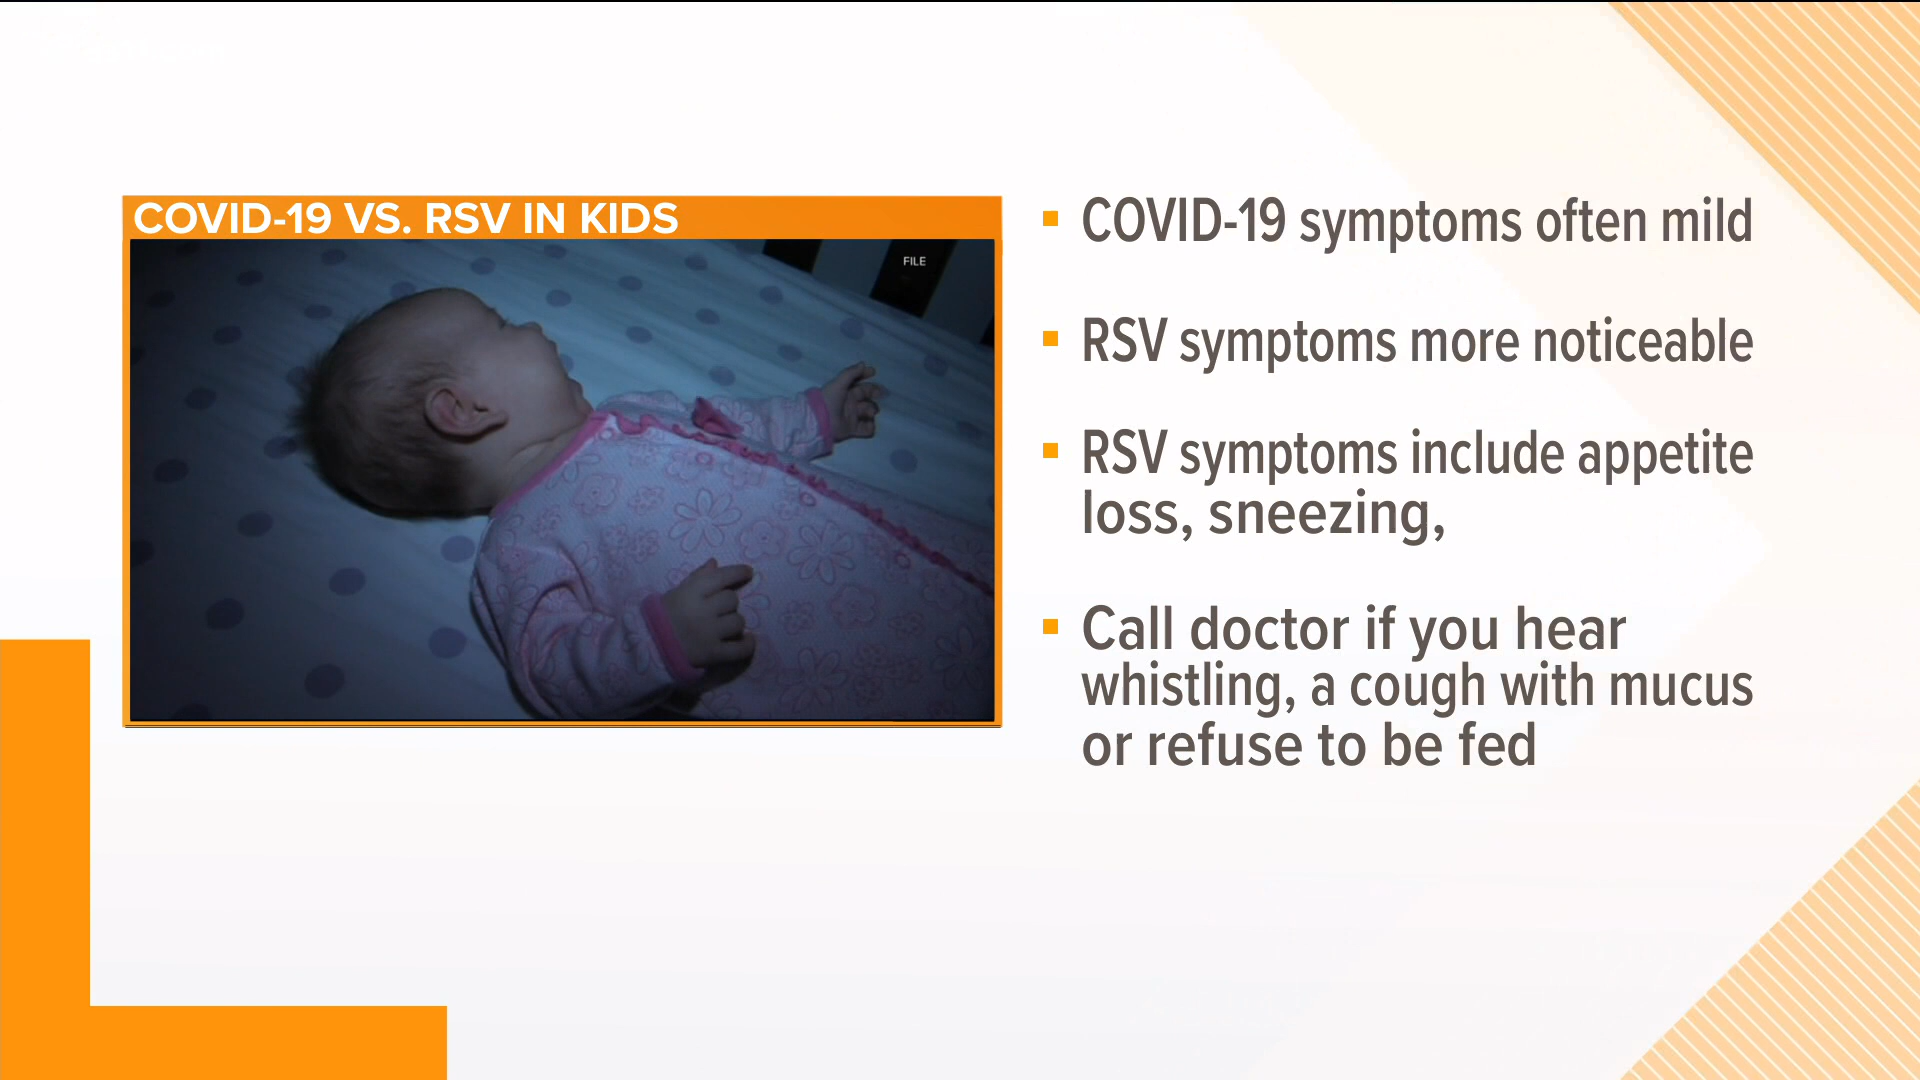 COVID-19 VS. RSV IN KIDS
FILE
COVID-19 symptoms often mild
RSV symptoms more noticeable
RSV symptoms include appetite
loss, sneezing,
Call doctor if you hear
whistling, a cough with mucus
or refuse to be fed